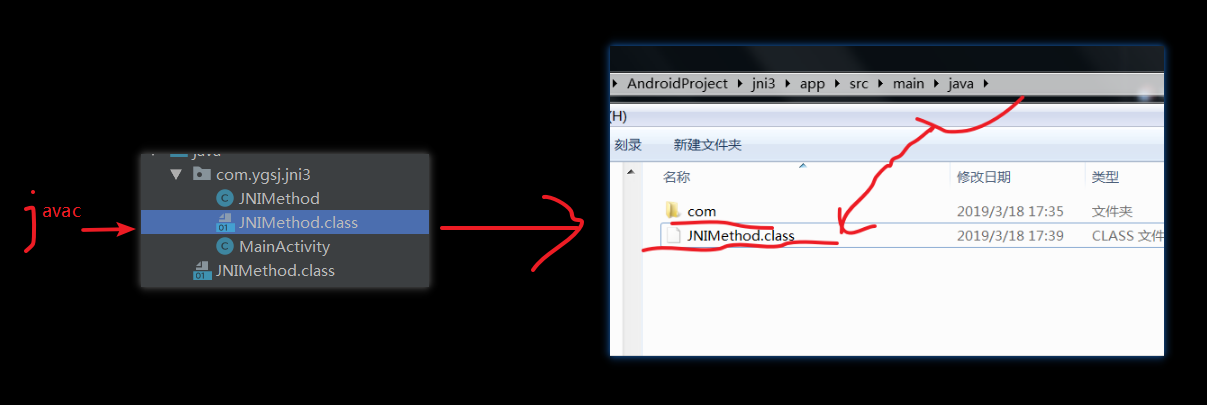 javac
java
com.ygsj.jni3
JNIMethod
JNIMethod.class
MainActivity
JNIMethod.class
AndroidProject ▸ jni3 ▸ app ▸ src ▸ main ▸ java ▸
(H)
刻录 新建文件夹
名称 修改日期 类型
com 2019/3/18 17:35 文件夹
JNIMethod.class 2019/3/18 17:39 CLASS 文件